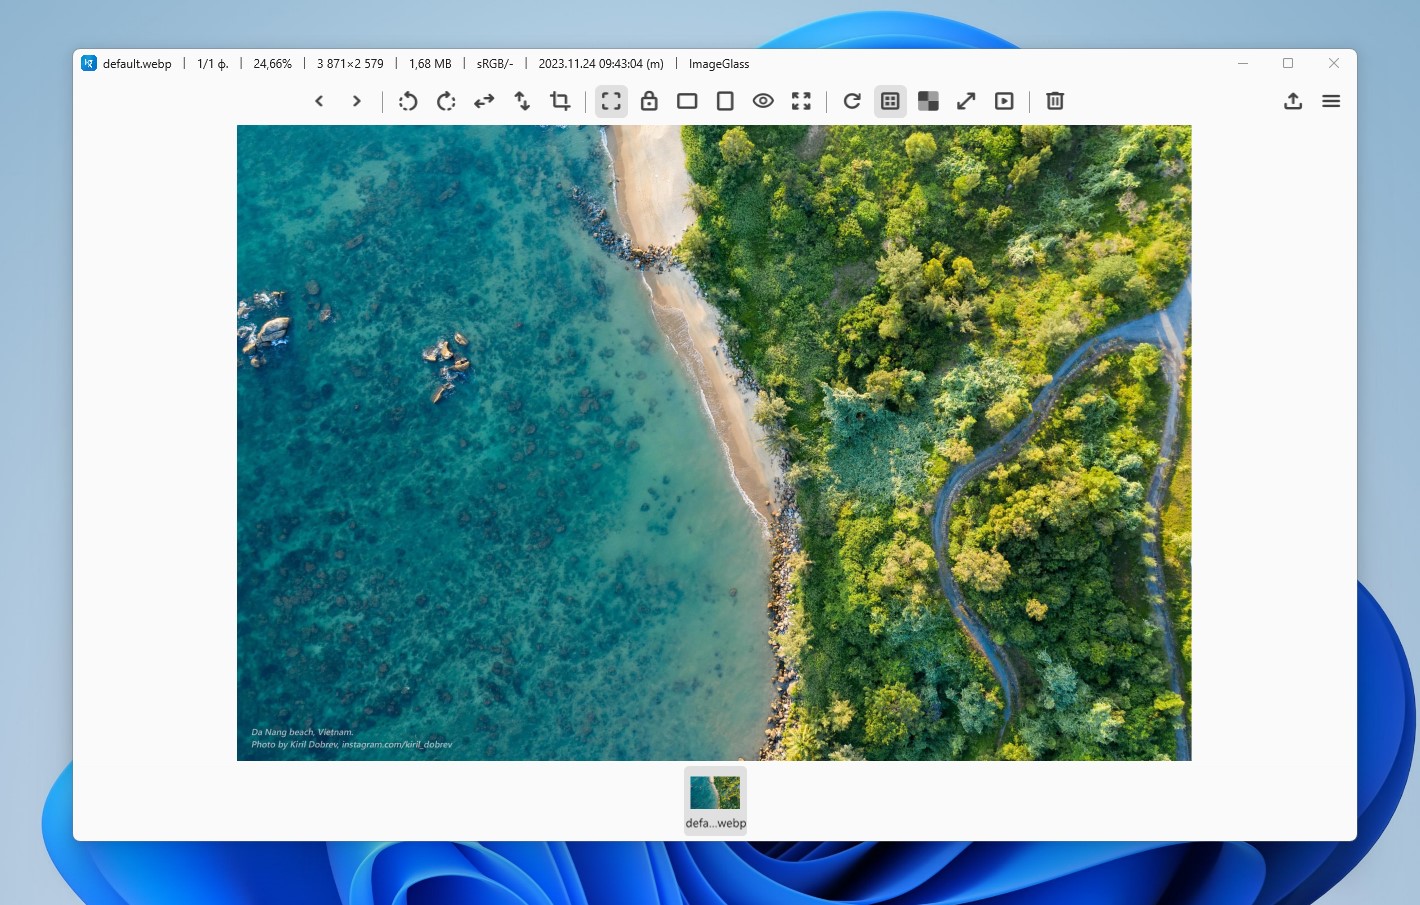 default.webp | 1/1 ф. | 24,66% | 3 871×2 579 | 1,68 MB | sRGB/- | 2023.11.24 09:43:04 (m) | ImageGlass
Da Nang beach, Vietnam.
Photo by Kiril Dobrev, instagram.com/kiril_dobrev
defa...webp